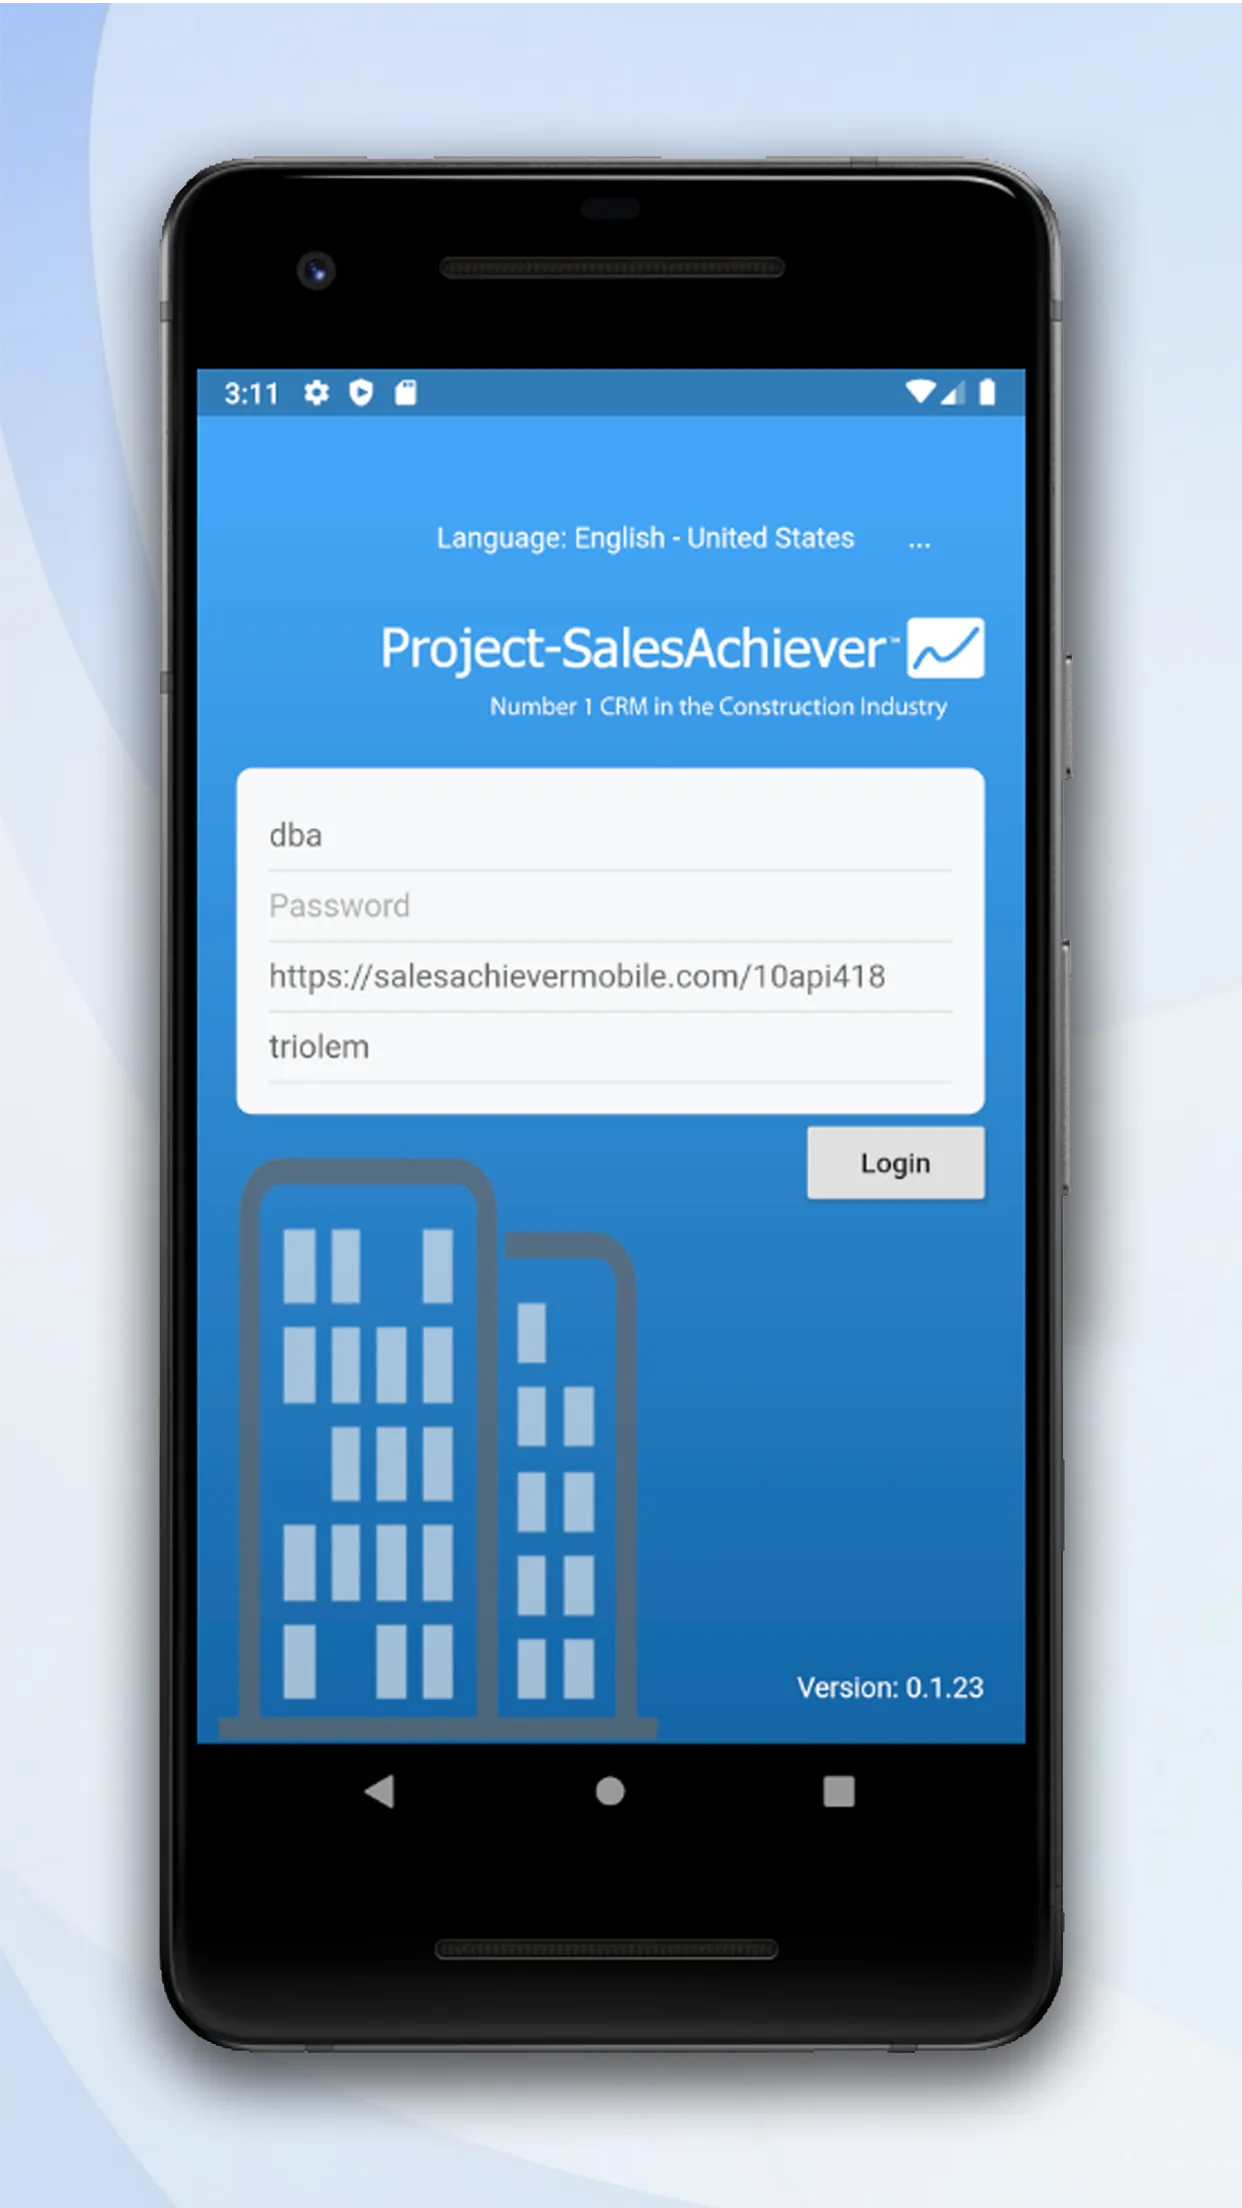 3:11
Language: English - United States ...
Project-SalesAchiever™
Number 1 CRM in the Construction Industry
dba
Password
https://salesachievermobile.com/10api418
triolem
Login
Version: 0.1.23